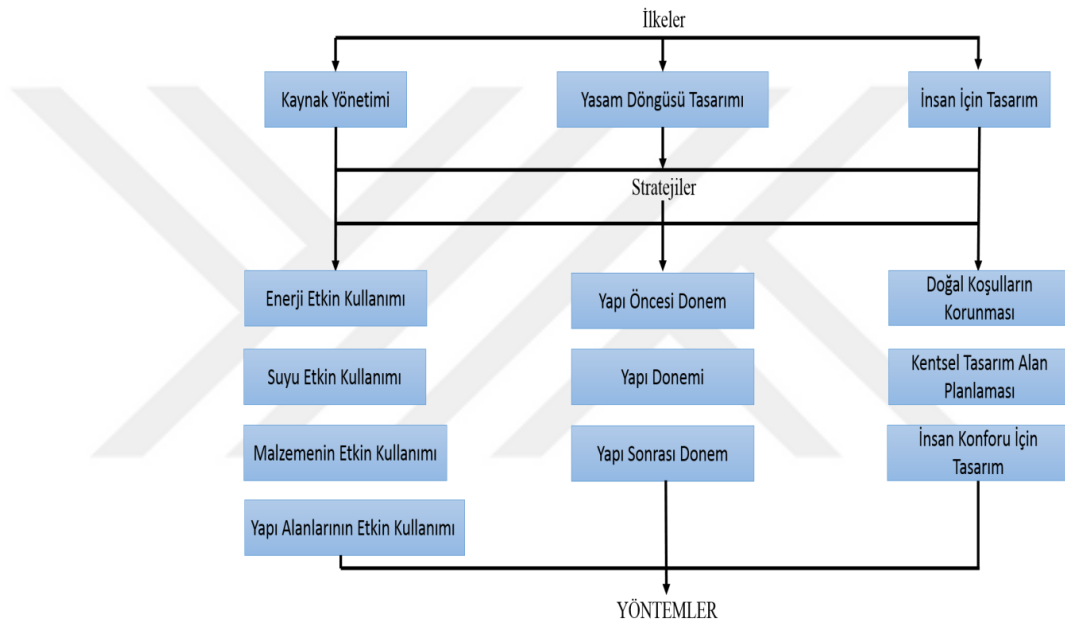 İlkeler
Kaynak Yönetimi
Yasam Döngüsü Tasarımı
İnsan İçin Tasarım
Stratejiler
Enerji Etkin Kullanımı
Yapı Öncesi Donem
Doğal Koşulların
Korunması
Suyu Etkin Kullanımı
Yapı Donemi
Kentsel Tasarım Alan
Planlaması
Malzemenin Etkin Kullanımı
Yapı Sonrası Donem
İnsan Konforu İçin
Tasarım
Yapı Alanlarının Etkin Kullanımı
YÖNTEMLER